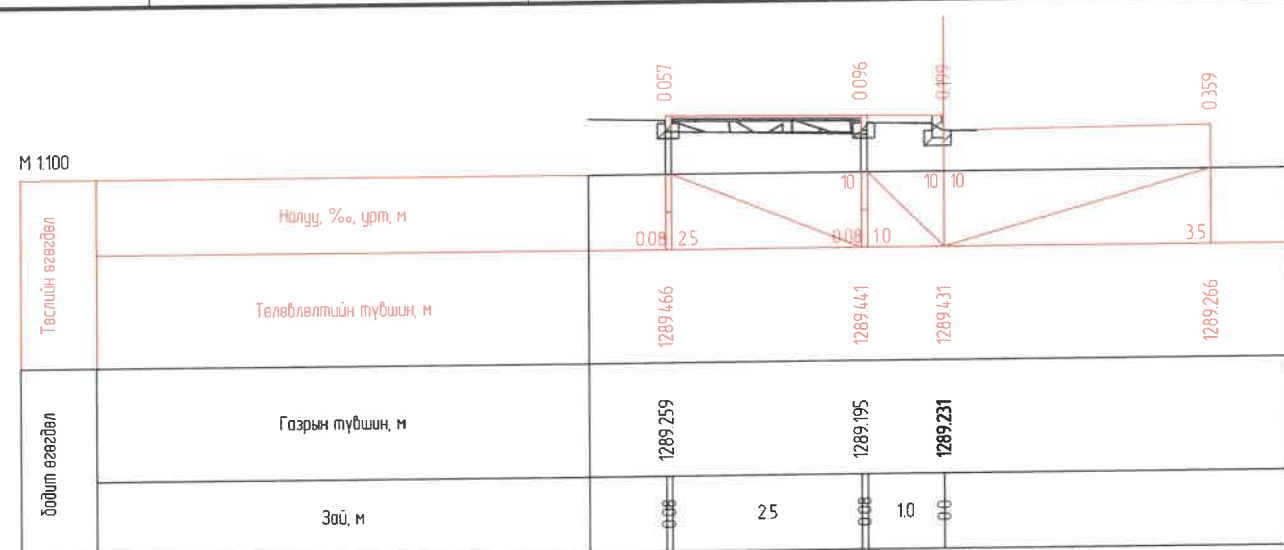 0.057 0.096 0.199 0.359
М 1:100
Төслийн өгөгдөл
Налуу, ‰, урт, м
10 10 10
0.08 2.5 0.08 1.0 3.5
Төлөвлөлтийн түвшин, м
1289.466 1289.441 1289.431 1289.266
бодит өгөгдөл
Газрын түвшин, м
1289.259 1289.195 1289.231
Зай, м
0.08 2.5 0.08 1.0 0.0